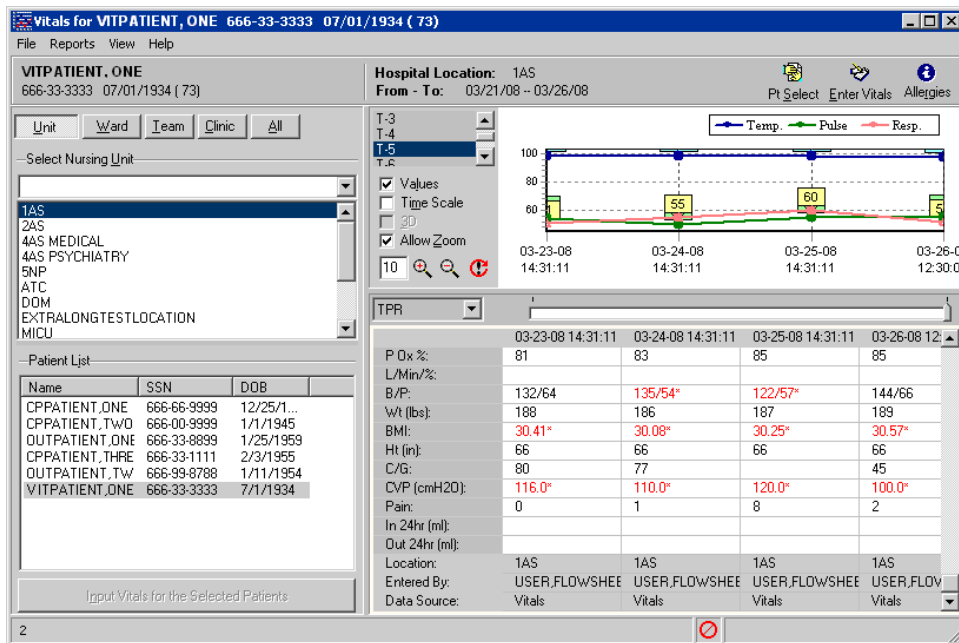 Vitals for VITPATIENT, ONE 666-33-3333 07/01/1934 ( 73)
File Reports View Help
VITPATIENT, ONE
666-33-3333 07/01/1934 ( 73)
Hospital Location: 1AS
From - To: 03/21/08 -- 03/26/08
Pt Select Enter Vitals Allergies
Unit Ward Team Clinic All
Select Nursing Unit
1AS
2AS
4AS MEDICAL
4AS PSYCHIATRY
5NP
ATC
DOM
EXTRALONGTESTLOCATION
MICU
Patient List
Name SSN DOB
CPPATIENT,ONE 666-66-9999 12/25/1...
CPPATIENT,TWO 666-00-9999 1/1/1945
OUTPATIENT,ONE 666-33-8899 1/25/1959
CPPATIENT,THRE 666-33-1111 2/3/1955
OUTPATIENT,TW 666-99-8788 1/11/1954
VITPATIENT,ONE 666-33-3333 7/1/1934
Input Vitals for the Selected Patients
T-3
T-4
T-5
T-6
Values
Time Scale
3D
Allow Zoom
10
Temp. Pulse Resp.
100
80
60
55 60 5
03-23-08 03-24-08 03-25-08 03-26-0
14:31:11 14:31:11 14:31:11 12:30:0
TPR
03-23-08 14:31:11 03-24-08 14:31:11 03-25-08 14:31:11 03-26-08 12:
P Ox %: 81 83 85 85
L/Min/%:
B/P: 132/64 135/54* 122/57* 144/66
Wt (lbs): 188 186 187 189
BMI: 30.41* 30.08* 30.25* 30.57*
Ht (in): 66 66 66 66
C/G: 80 77 45
CVP (cmH2O): 116.0* 110.0* 120.0* 100.0*
Pain: 0 1 8 2
In 24hr (ml):
Out 24hr (ml):
Location: 1AS 1AS 1AS 1AS
Entered By: USER,FLOWSHEE USER,FLOWSHEE USER,FLOWSHEE USER,FLOW
Data Source: Vitals Vitals Vitals Vitals
2